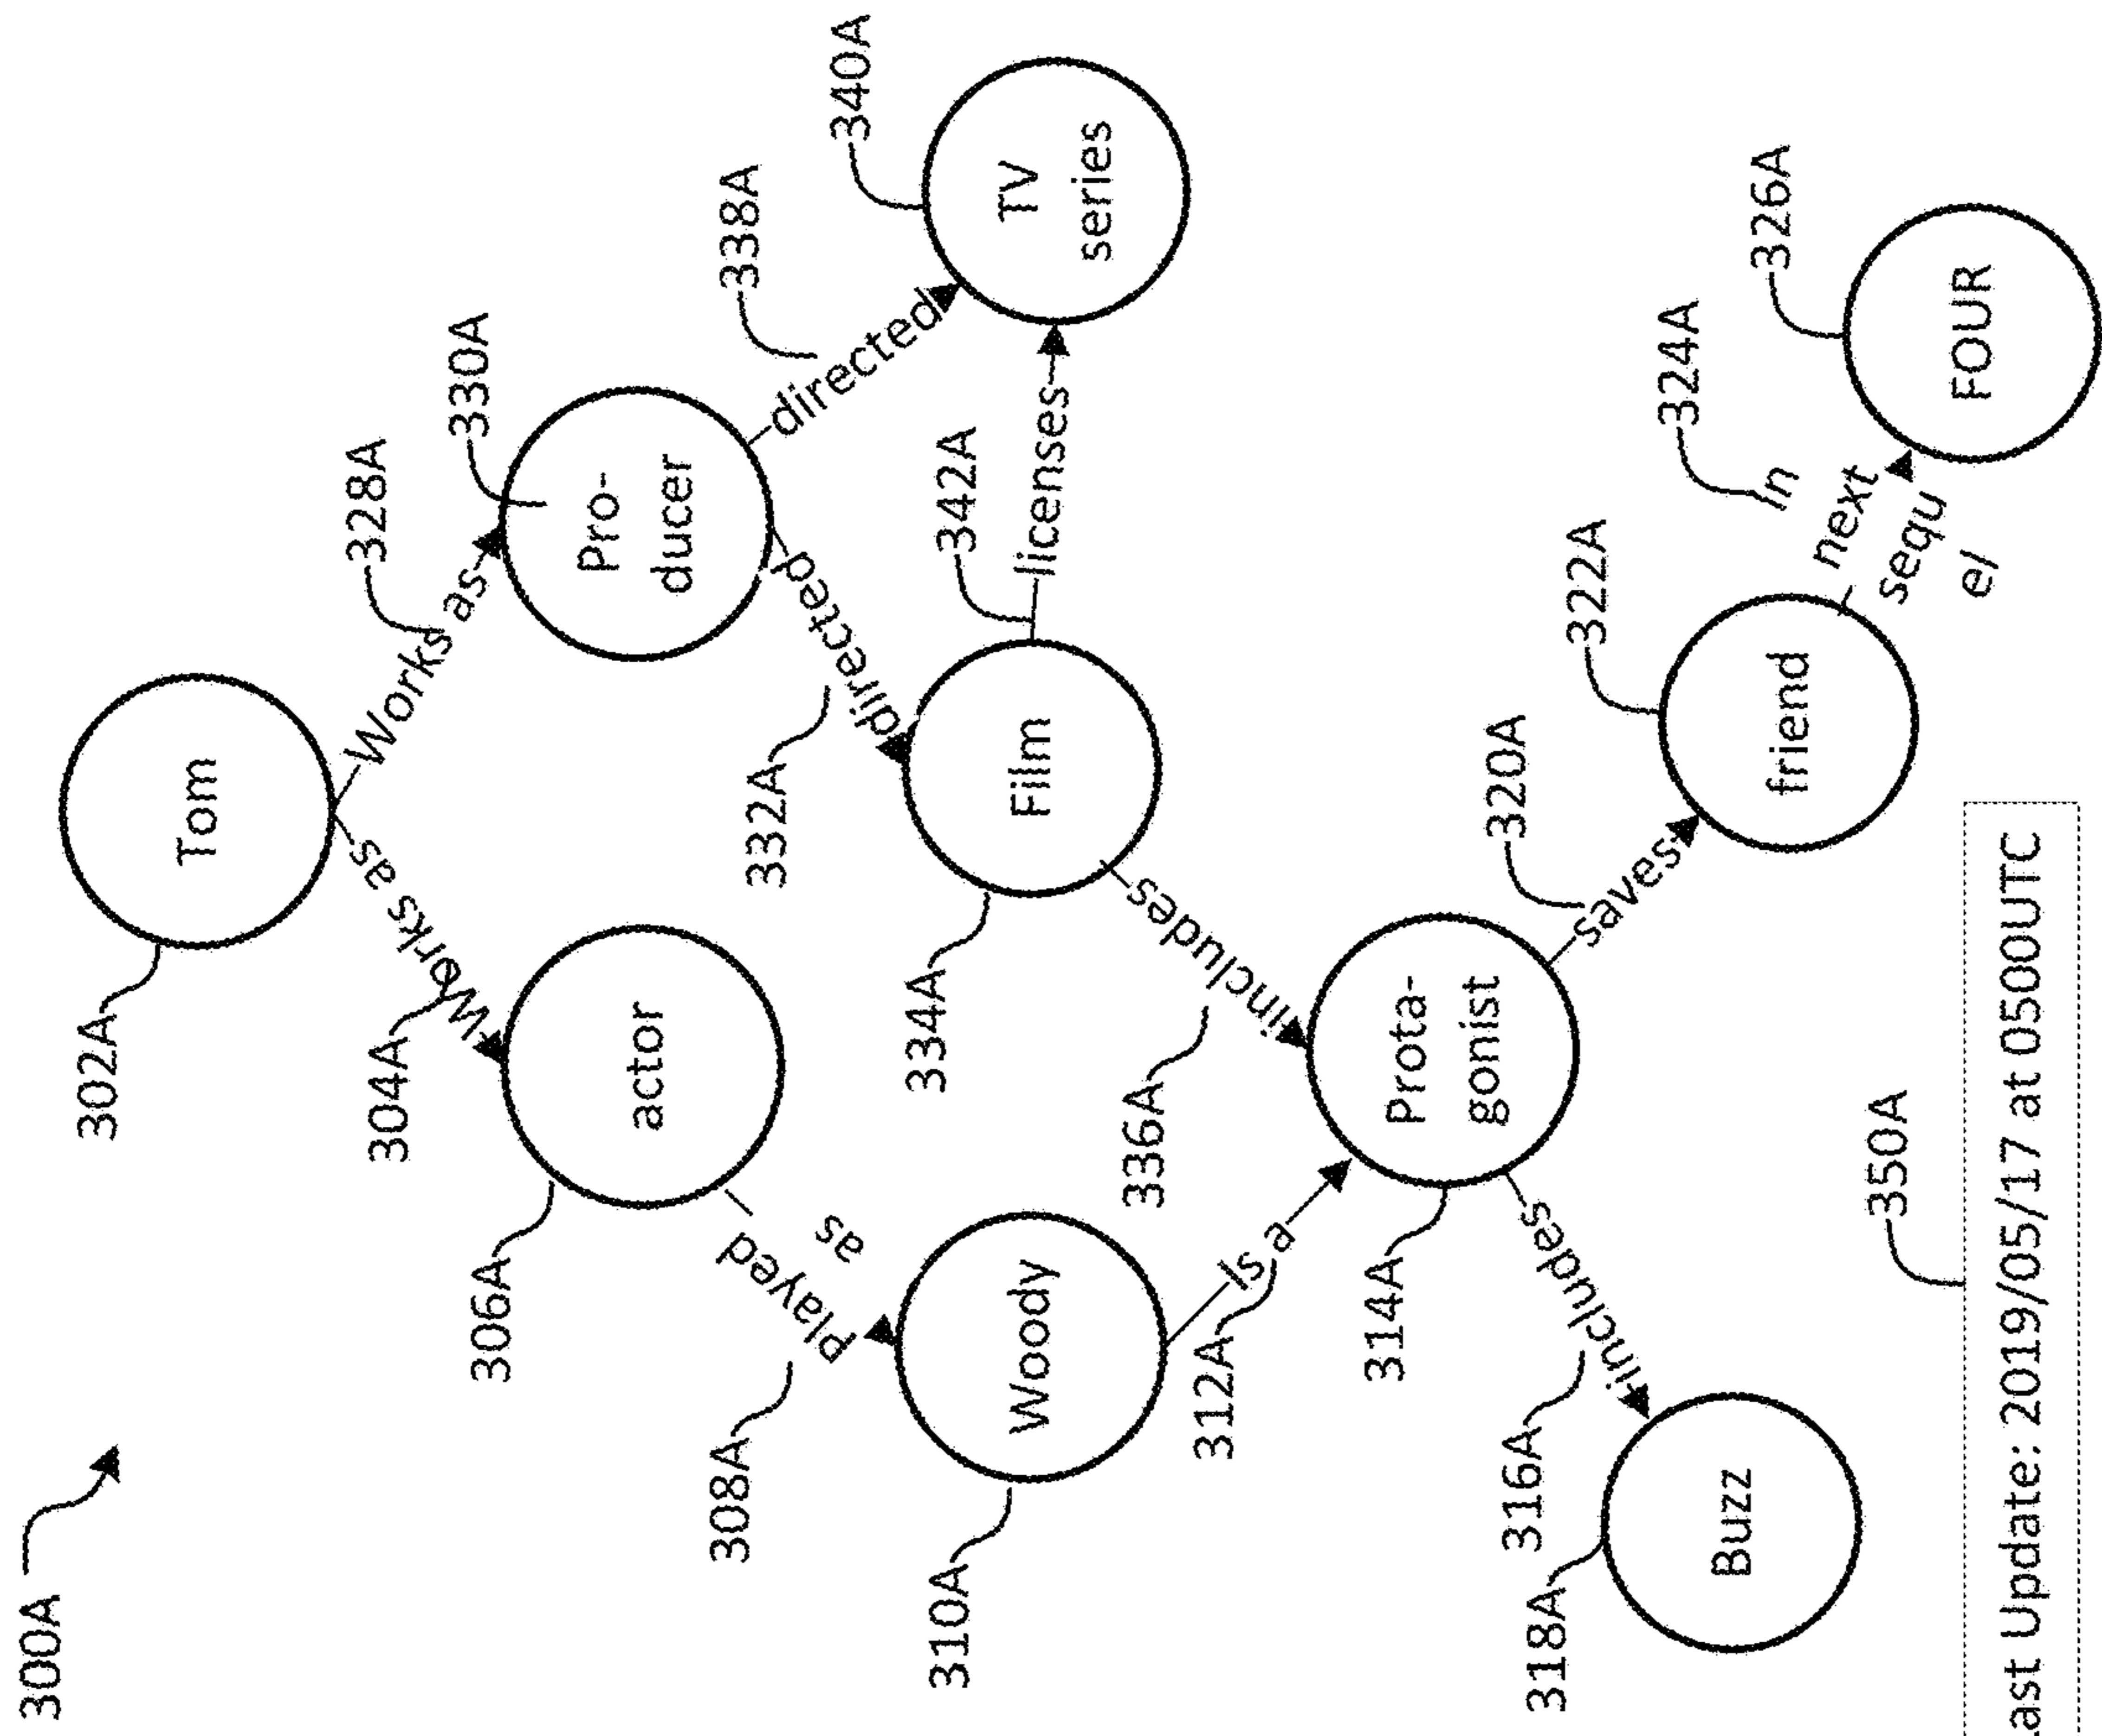 300A
302A
Tom
304A
Works as
328A
Works as
306A
actor
330A
Pro-
ducer
308A
Played
as
332A
directed
338A
directed
310A
Woody
334A
Film
342A
licenses
340A
TV
series
312A
Is a
336A
includes
314A
Prota-
gonist
316A
includes
320A
saves
318A
Buzz
322A
friend
324A
In
next
sequ
el
326A
FOUR
350A
ast Update: 2019/05/17 at 0500UTC